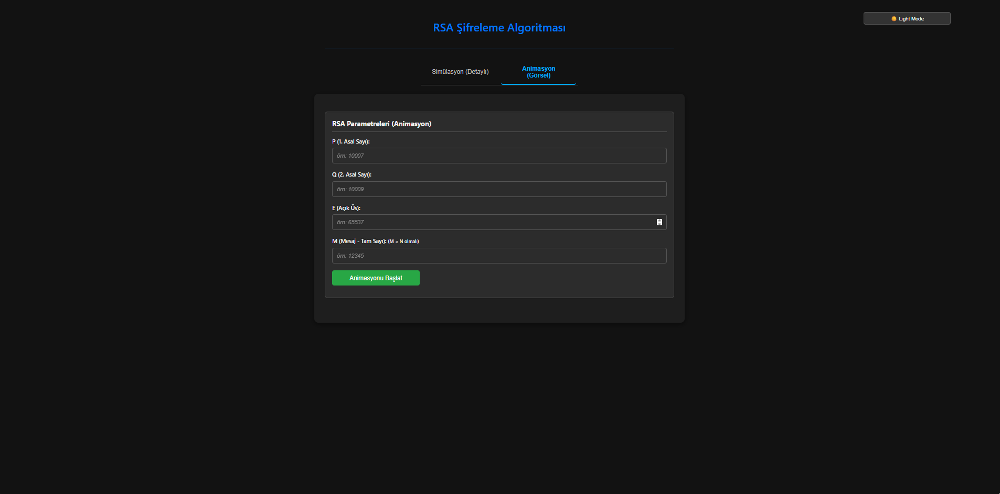 Light Mode
RSA Şifreleme Algoritması
Simülasyon (Detaylı)
Animasyon
(Görsel)
RSA Parametreleri (Animasyon)
P (1. Asal Sayı):
örn: 10007
Q (2. Asal Sayı):
örn: 10009
E (Açık Üs):
örn: 65537
M (Mesaj - Tam Sayı): (M < N olmalı)
örn: 12345
Animasyonu Başlat